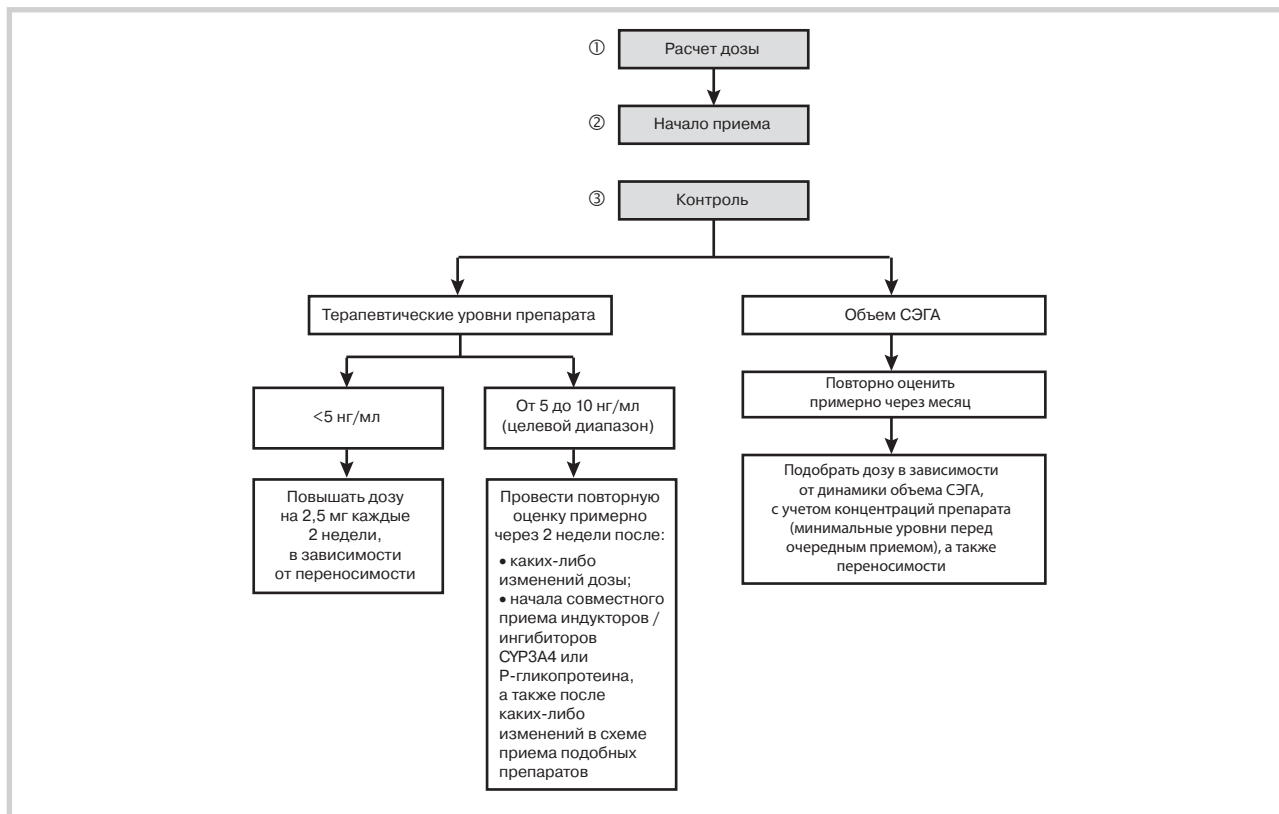 ① Расчет дозы
② Начало приема
③ Контроль
Терапевтические уровни препарата
<5 нг/мл
Повышать дозу
на 2,5 мг каждые
2 недели,
в зависимости
от переносимости
От 5 до 10 нг/мл
(целевой диапазон)
Провести повторную
оценку примерно
через 2 недели после:
• каких-либо
изменений дозы;
• начала совместного
приема индукторов /
ингибиторов
CYP3A4 или
Р-гликопротеина,
а также после
каких-либо
изменений в схеме
приема подобных
препаратов
Объем СЭГА
Повторно оценить
примерно через месяц
Подобрать дозу в зависимости
от динамики объема СЭГА,
с учетом концентраций препарата
(минимальные уровни перед
очередным приемом), а также
переносимости